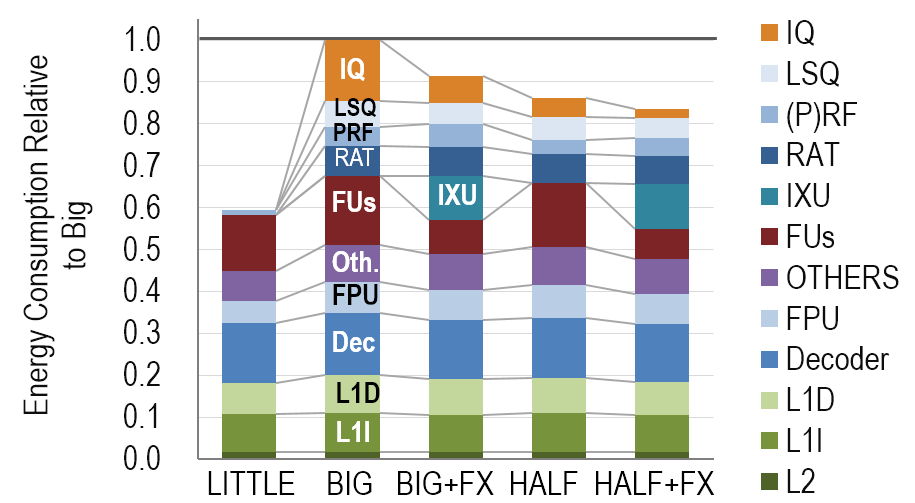 Energy Consumption Relative
to Big
1.0
0.9
0.8
0.7
0.6
0.5
0.4
0.3
0.2
0.1
0.0
IQ
LSQ
PRF
RAT
FUs
Oth.
FPU
Dec
L1D
L1I
IXU
LITTLE BIG BIG+FX HALF HALF+FX
IQ
LSQ
(P)RF
RAT
IXU
FUs
OTHERS
FPU
Decoder
L1D
L1I
L2